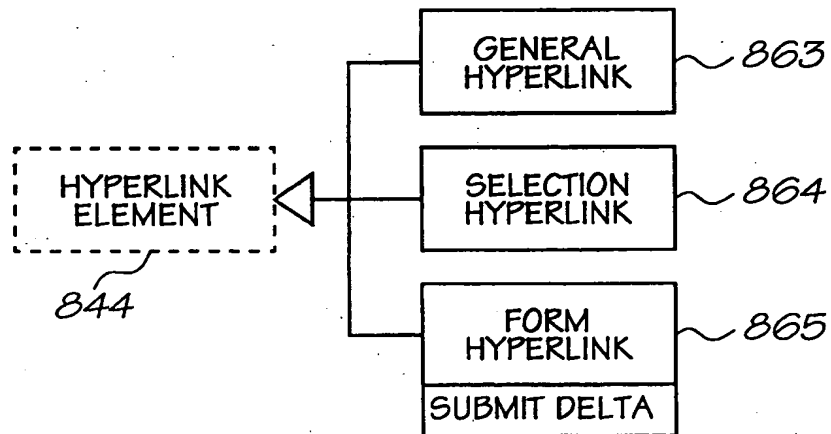 GENERAL
HYPERLINK
863
HYPERLINK
ELEMENT
844
SELECTION
HYPERLINK
864
FORM
HYPERLINK
865
SUBMIT DELTA